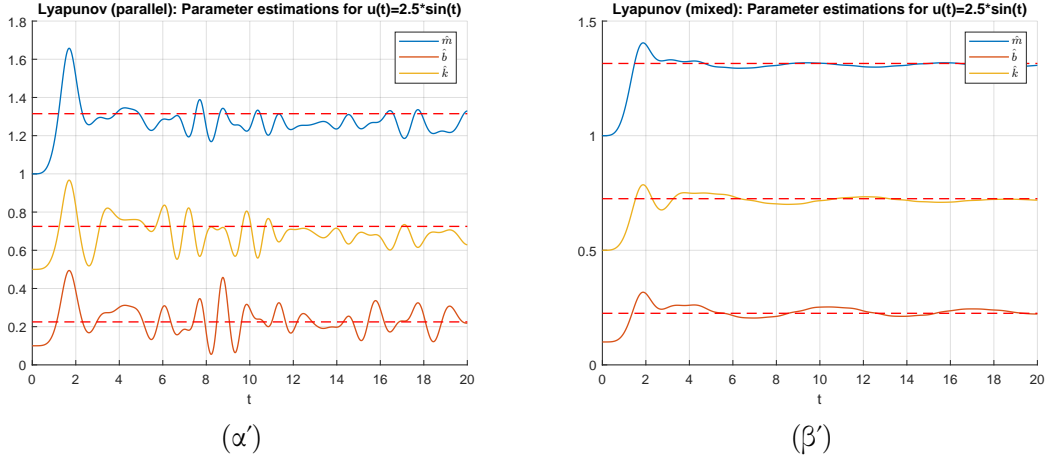 Lyapunov (parallel): Parameter estimations for u(t)=2.5*sin(t)
1.8
1.6
1.4
1.2
1
0.8
0.6
0.4
0.2
0
0 2 4 6 8 10 12 14 16 18 20
t
m̂
b̂
k̂
(α′)
Lyapunov (mixed): Parameter estimations for u(t)=2.5*sin(t)
1.5
1
0.5
0
0 2 4 6 8 10 12 14 16 18 20
t
m̂
b̂
k̂
(β′)